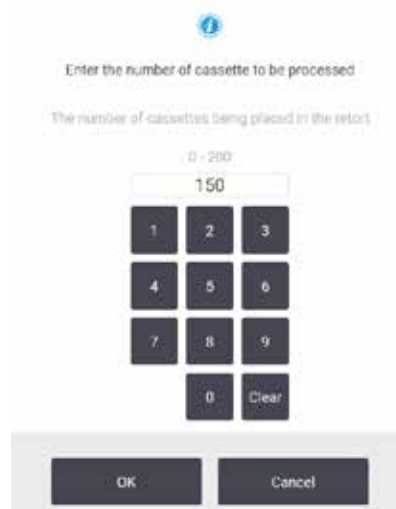 Enter the number of cassette to be processed
The number of cassettes being placed in the retort
0 - 200
150
1 2 3
4 5 6
7 8 9
0 Clear
OK Cancel